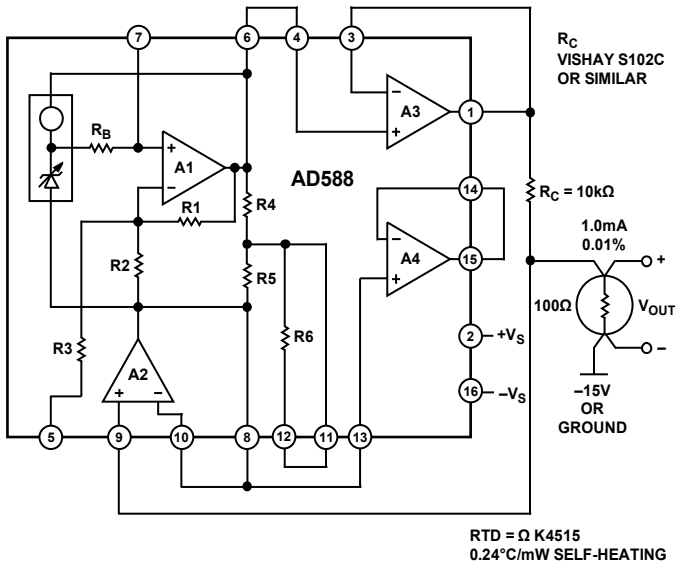 7
6
4
3
R_C
VISHAY S102C
OR SIMILAR
R_B
+
A1
–
–
A3
+
1
AD588
R4
14
R_C = 10kΩ
R1
–
A4
+
15
1.0mA
0.01%
R2
R5
+
100Ω
V_OUT
–
R3
R6
2
+V_S
A2
+
–
16
–V_S
–15V
OR
GROUND
5
9
10
8
12
11
13
RTD = Ω K4515
0.24°C/mW SELF-HEATING